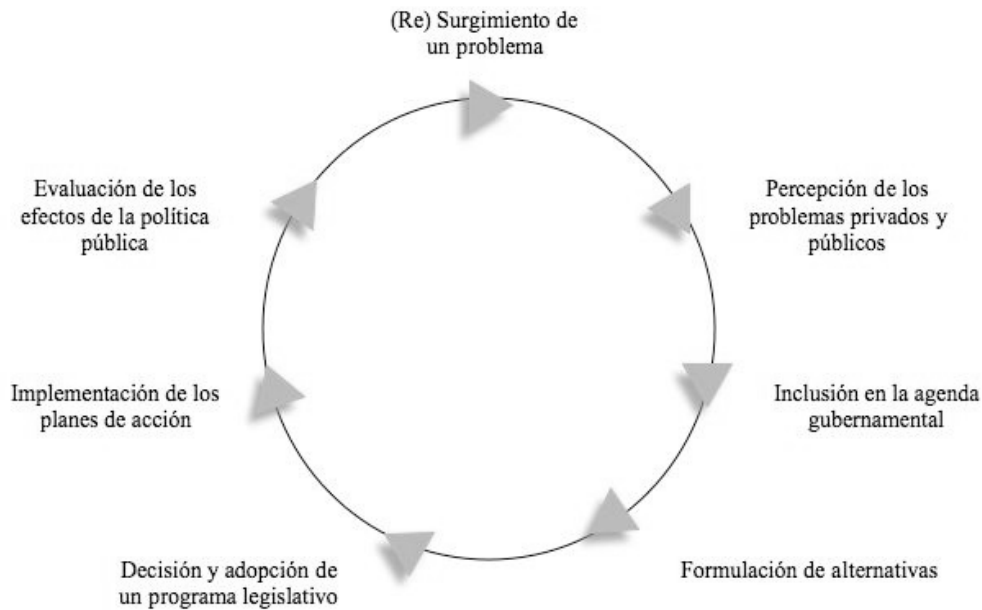 (Re) Surgimiento de
un problema
Percepción de los
problemas privados y
públicos
Inclusión en la agenda
gubernamental
Formulación de alternativas
Decisión y adopción de
un programa legislativo
Implementación de los
planes de acción
Evaluación de los
efectos de la política
pública